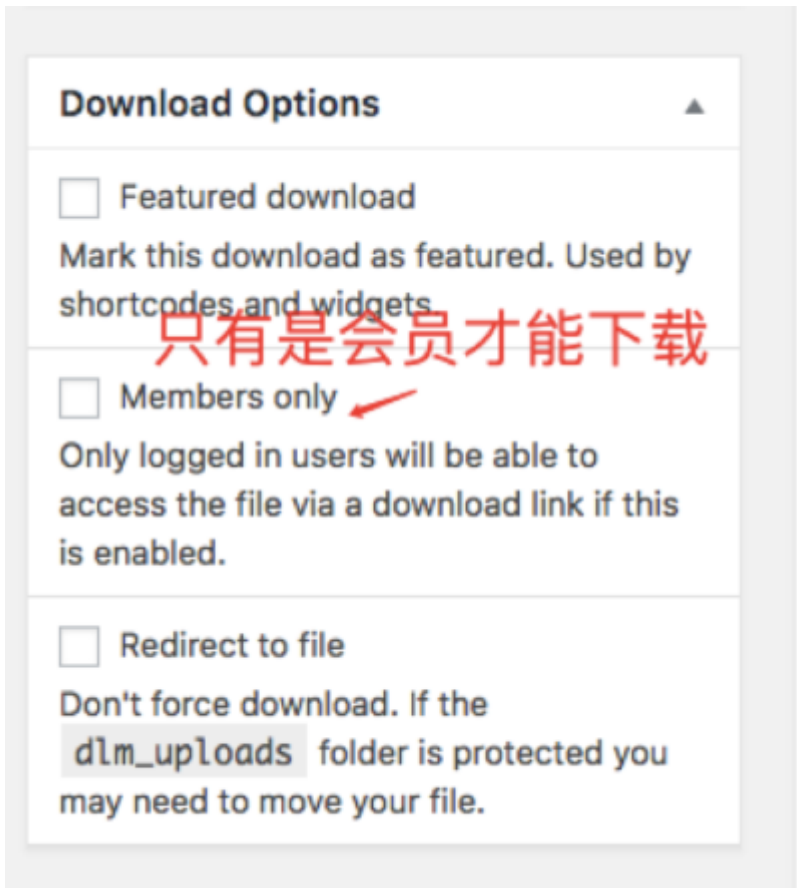 Download Options
Featured download
Mark this download as featured. Used by
shortcodes and widgets.
只有是会员才能下载
Members only
Only logged in users will be able to
access the file via a download link if this
is enabled.
Redirect to file
Don't force download. If the
dlm_uploads folder is protected you
may need to move your file.